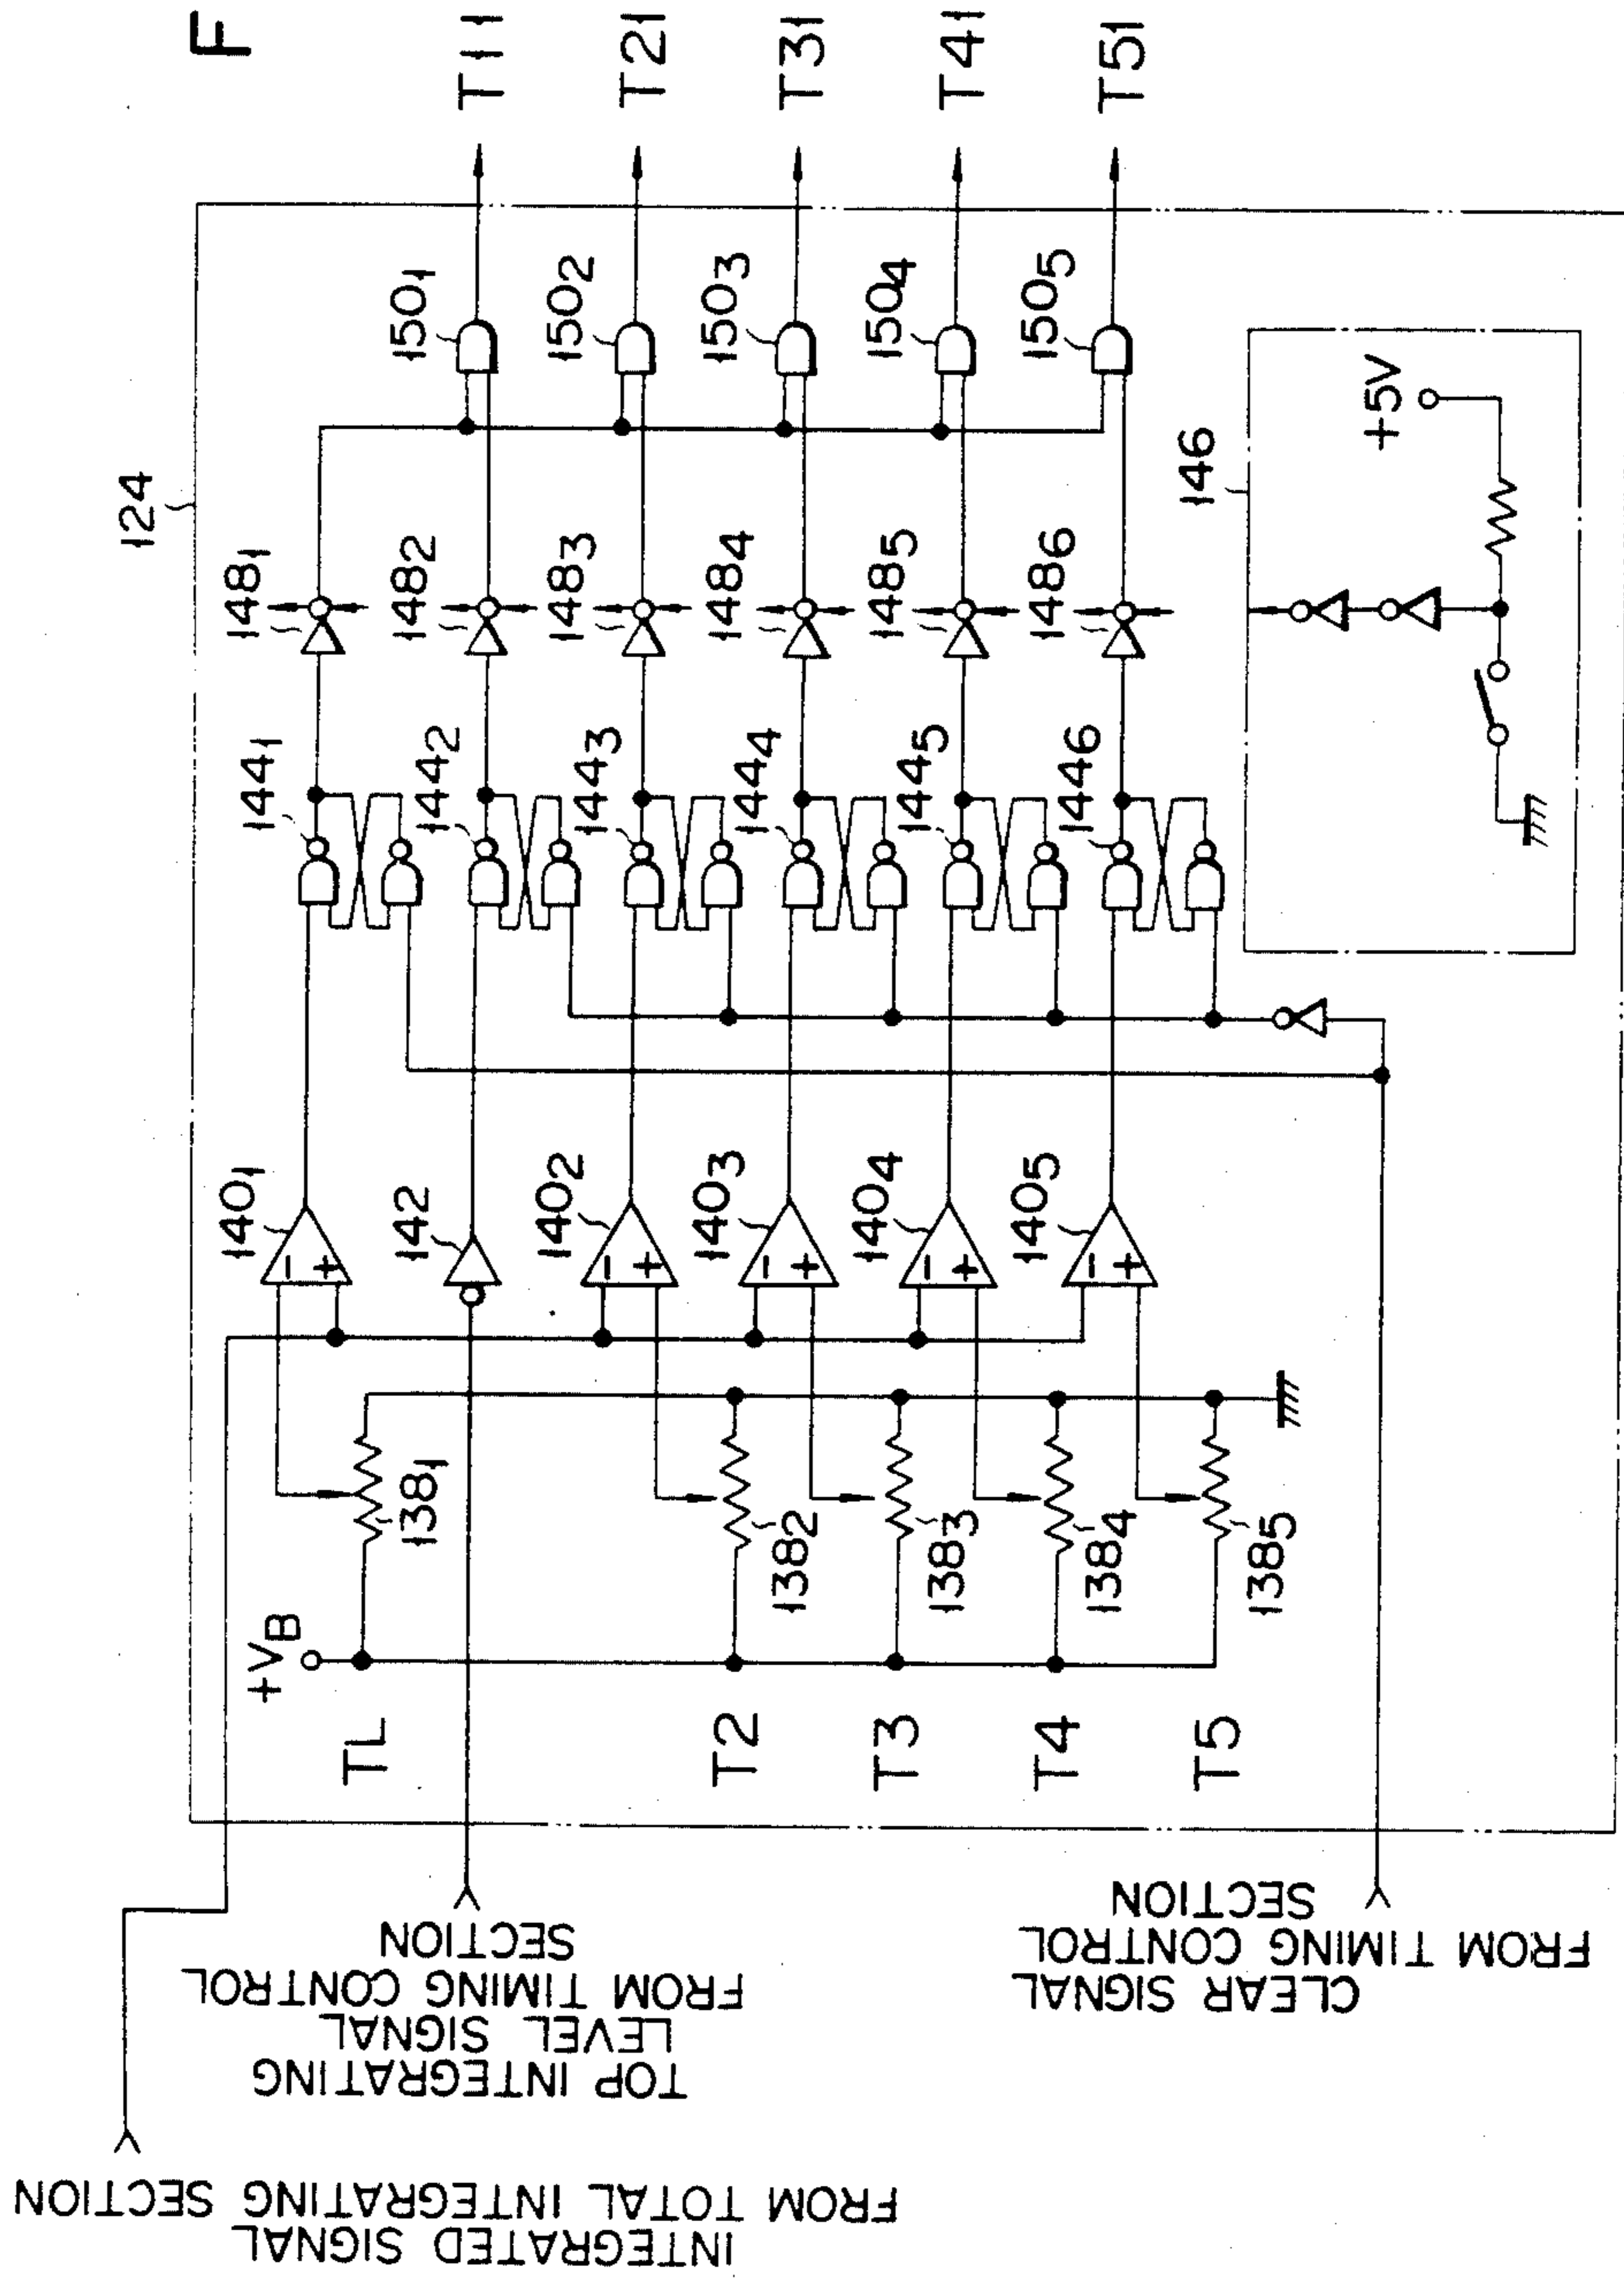 F
124
T11
T21
T31
T41
T51
150₁
150₂
150₃
150₄
150₅
148₁
148₂
148₃
148₄
148₅
148₆
146
+5V
144₁
144₂
144₃
144₄
144₅
144₆
140₁
142
140₂
140₃
140₄
140₅
138₁
138₂
138₃
138₄
138₅
+VB
TL
T2
T3
T4
T5
TOP INTEGRATING
LEVEL SIGNAL
FROM TIMING CONTROL
SECTION
CLEAR SIGNAL
FROM TIMING CONTROL
SECTION
INTEGRATED SIGNAL
FROM TOTAL INTEGRATING SECTION